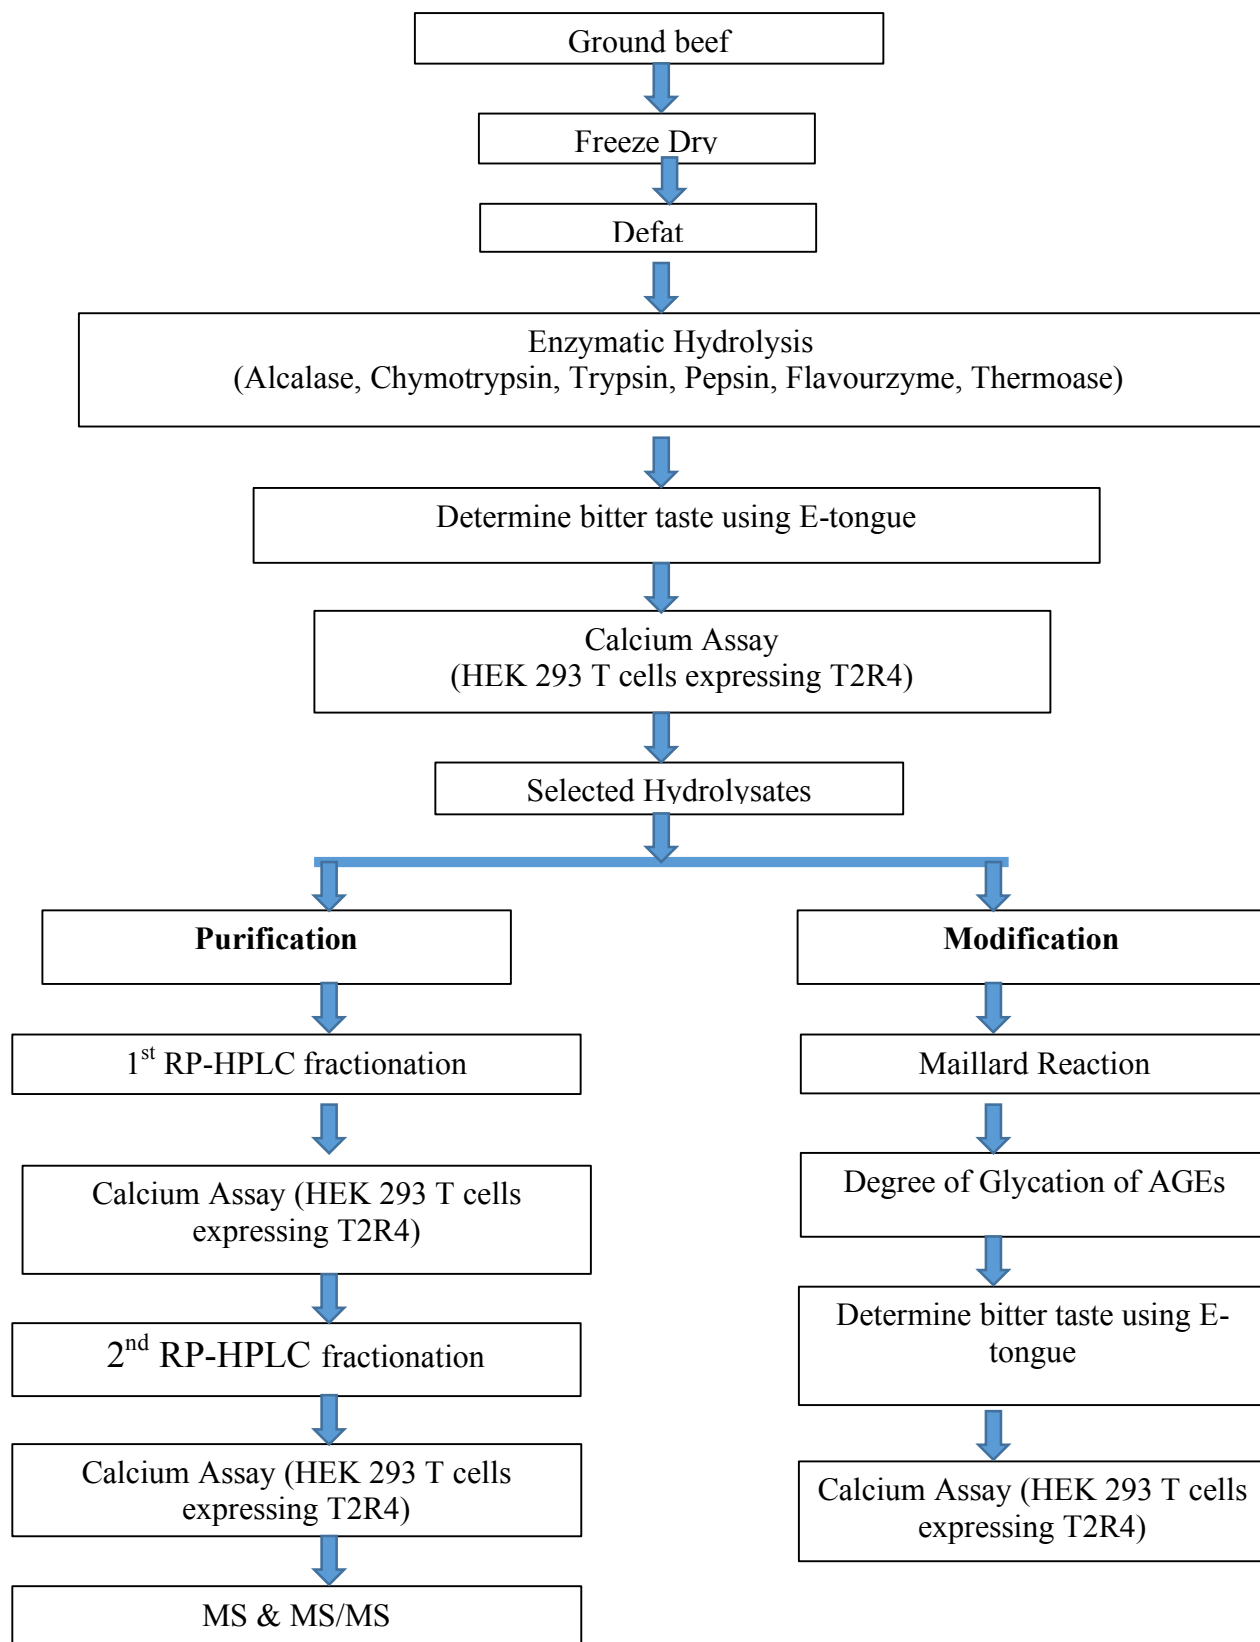 Ground beef
Freeze Dry
Defat
Enzymatic Hydrolysis
(Alcalase, Chymotrypsin, Trypsin, Pepsin, Flavourzyme, Thermoase)
Determine bitter taste using E-tongue
Calcium Assay
(HEK 293 T cells expressing T2R4)
Selected Hydrolysates
Purification
1st RP-HPLC fractionation
Calcium Assay (HEK 293 T cells
expressing T2R4)
2nd RP-HPLC fractionation
Calcium Assay (HEK 293 T cells
expressing T2R4)
MS & MS/MS
Modification
Maillard Reaction
Degree of Glycation of AGEs
Determine bitter taste using E-
tongue
Calcium Assay (HEK 293 T cells
expressing T2R4)